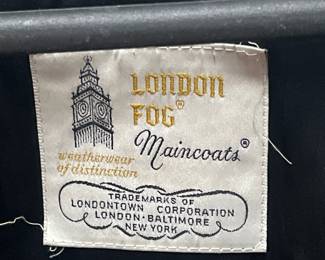 LONDON
FOG®
Maincoats®
weatherwear
of distinction
TRADEMARKS OF
LONDONTOWN CORPORATION
LONDON · BALTIMORE
NEW YORK